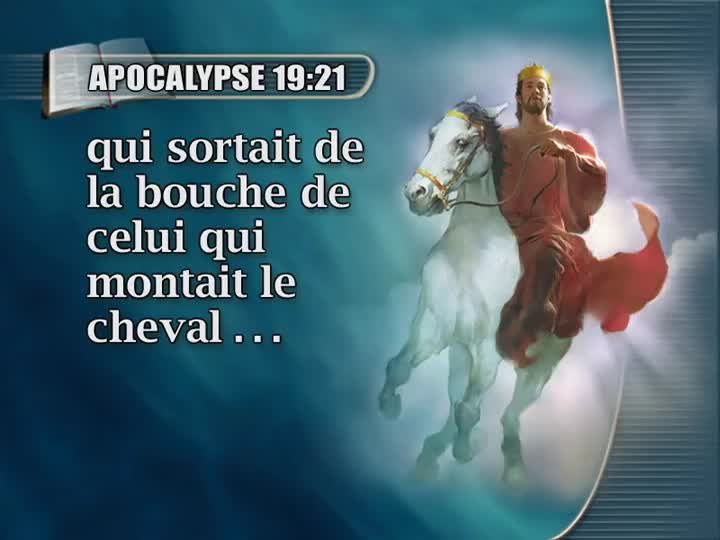 APOCALYPSE 19:21
qui sortait de
la bouche de
celui qui
montait le
cheval . . .